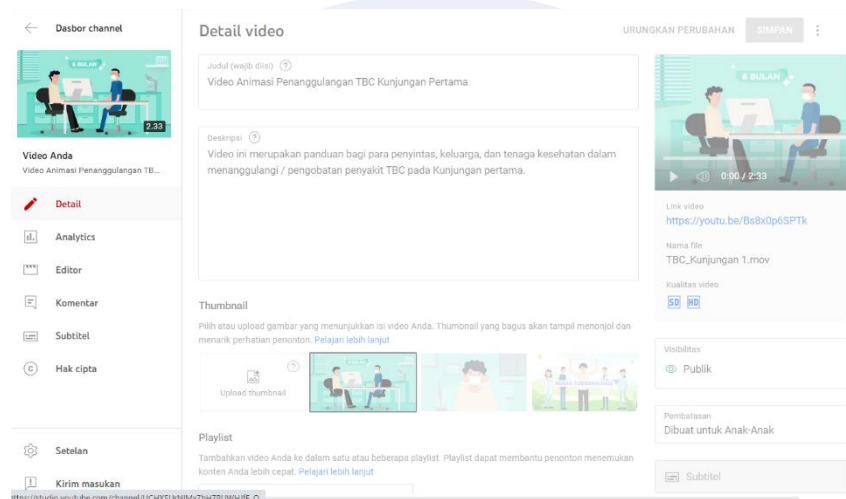 Dasbor channel
6 BULAN
2.33
Video Anda
Video Animasi Penanggulangan TB...
Detail
Analytics
Editor
Komentar
Subtitel
Hak cipta
Setelan
Kirim masukan
Detail video
URUNGKAN PERUBAHAN
SIMPAN
Judul (wajib diisi)
Video Animasi Penanggulangan TBC Kunjungan Pertama
Deskripsi
Video ini merupakan panduan bagi para penyintas, keluarga, dan tenaga kesehatan dalam
menanggulangi / pengobatan penyakit TBC pada Kunjungan pertama.
Thumbnail
Pilih atau upload gambar yang menunjukkan isi video Anda. Thumbnail yang bagus akan tampil menonjol dan
menarik perhatian penonton. Pelajari lebih lanjut
Upload thumbnail
Playlist
Tambahkan video Anda ke dalam satu atau beberapa playlist. Playlist dapat membantu penonton menemukan
konten Anda lebih cepat. Pelajari lebih lanjut
6 BULAN
0:00 / 2:33
Link video
https://youtu.be/Bs8x0p6SPTk
Nama file
TBC_Kunjungan 1.mov
Kualitas video
SD HD
Visibilitas
Publik
Pembatasan
Dibuat untuk Anak-Anak
Subtitel